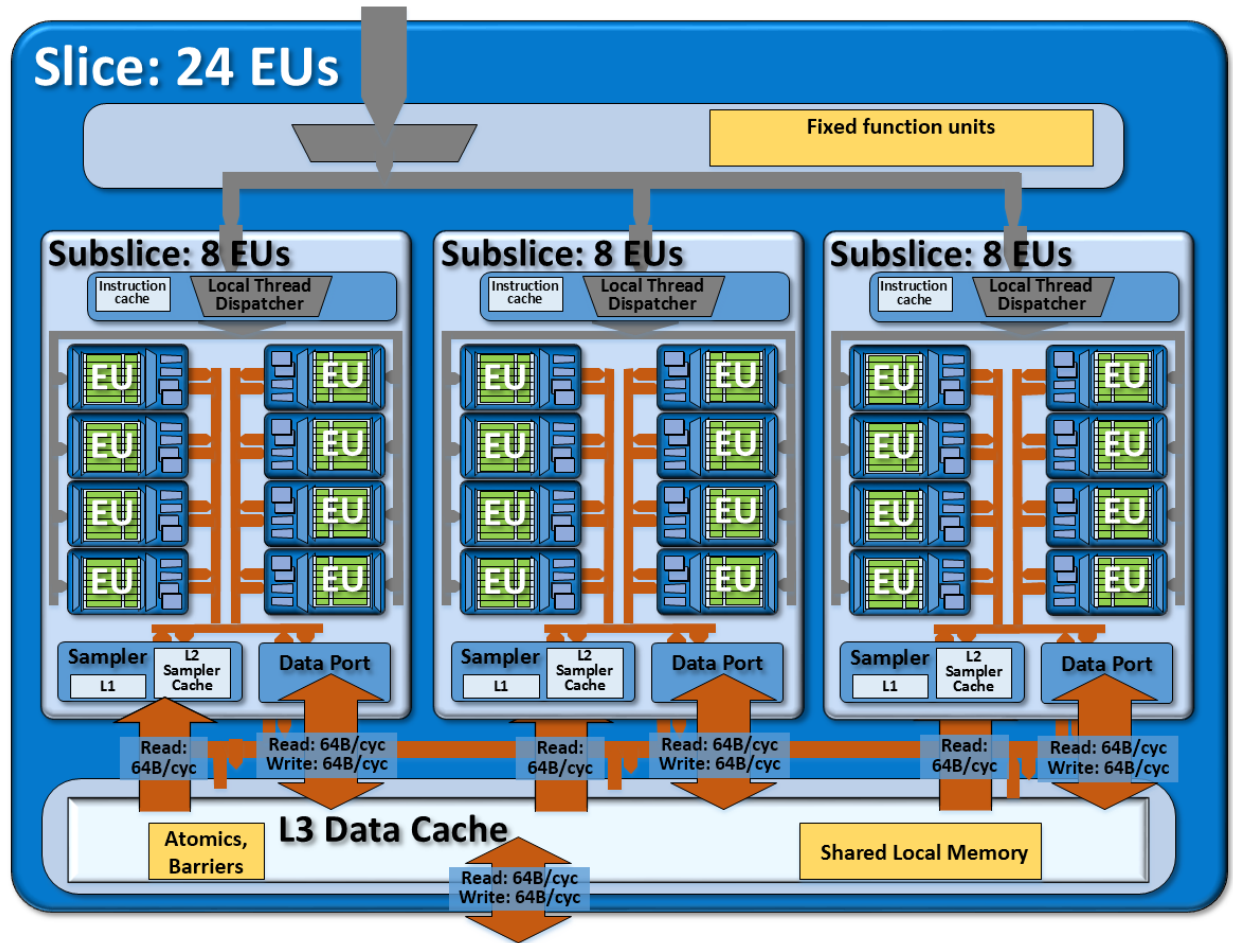 Slice: 24 EUs
Fixed function units
Subslice: 8 EUs
Instruction
cache
Local Thread
Dispatcher
EU
EU
EU
EU
EU
EU
EU
EU
Sampler
L1
L2
Sampler
Cache
Data Port
Subslice: 8 EUs
Instruction
cache
Local Thread
Dispatcher
EU
EU
EU
EU
EU
EU
EU
EU
Sampler
L1
L2
Sampler
Cache
Data Port
Subslice: 8 EUs
Instruction
cache
Local Thread
Dispatcher
EU
EU
EU
EU
EU
EU
EU
EU
Sampler
L1
L2
Sampler
Cache
Data Port
Read:
64B/cyc
Read: 64B/cyc
Write: 64B/cyc
Read:
64B/cyc
Read: 64B/cyc
Write: 64B/cyc
Read:
64B/cyc
Read: 64B/cyc
Write: 64B/cyc
Atomics,
Barriers
L3 Data Cache
Shared Local Memory
Read: 64B/cyc
Write: 64B/cyc